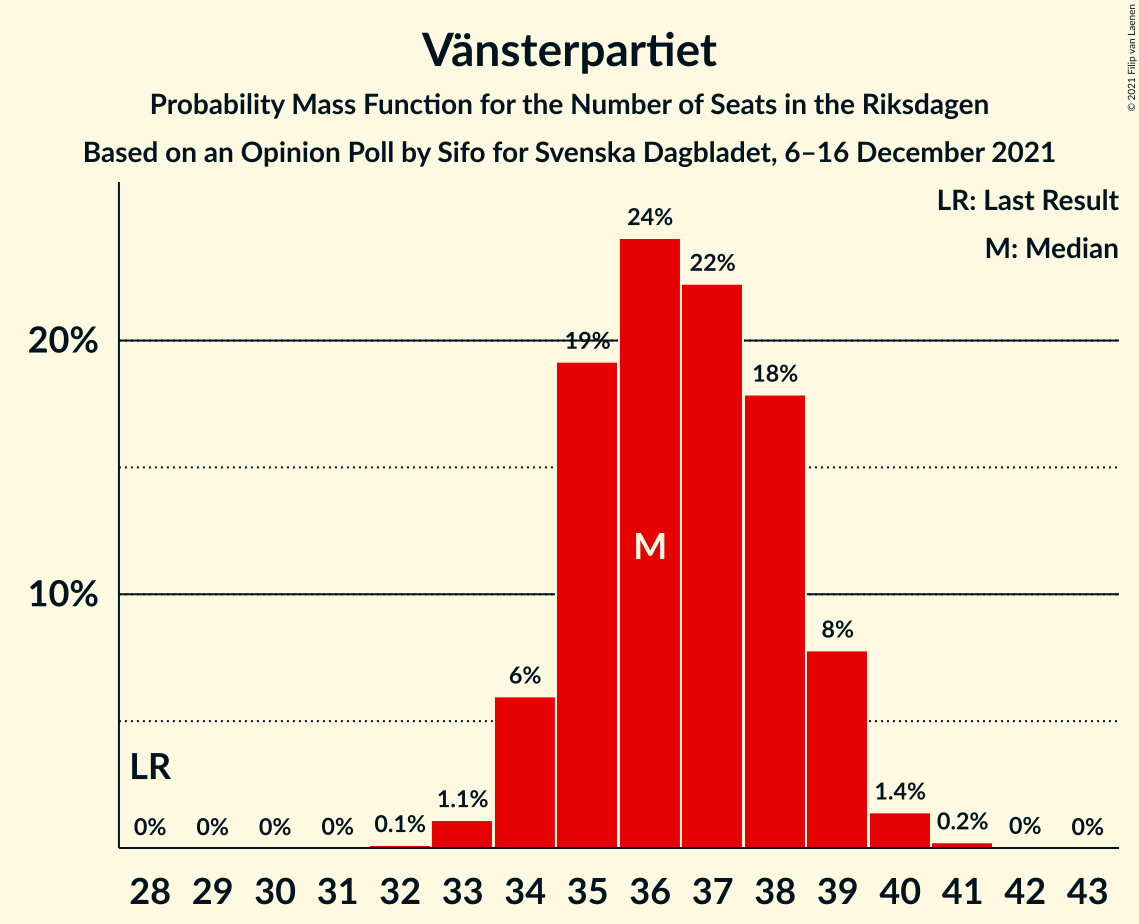 Vänsterpartiet
Probability Mass Function for the Number of Seats in the Riksdagen
Based on an Opinion Poll by Sifo for Svenska Dagbladet, 6–16 December 2021
© 2021 Filip van Laenen
LR: Last Result
M: Median
20%
10%
0% 0% 0% 0% 0.1% 1.1% 6% 19% 24% 22% 18% 8% 1.4% 0.2% 0% 0%
LR
M
28 29 30 31 32 33 34 35 36 37 38 39 40 41 42 43